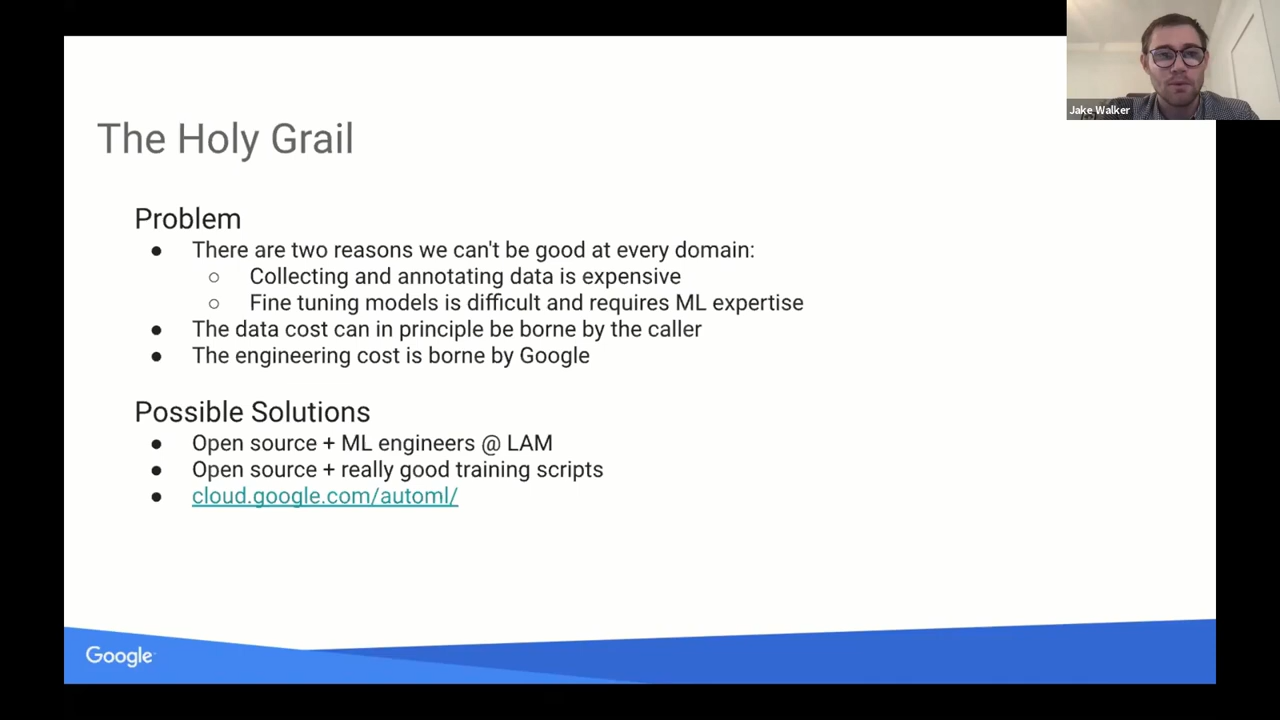 Jake Walker
The Holy Grail
Problem
● There are two reasons we can't be good at every domain:
○ Collecting and annotating data is expensive
○ Fine tuning models is difficult and requires ML expertise
● The data cost can in principle be borne by the caller
● The engineering cost is borne by Google
Possible Solutions
● Open source + ML engineers @ LAM
● Open source + really good training scripts
● cloud.google.com/automl/
Google